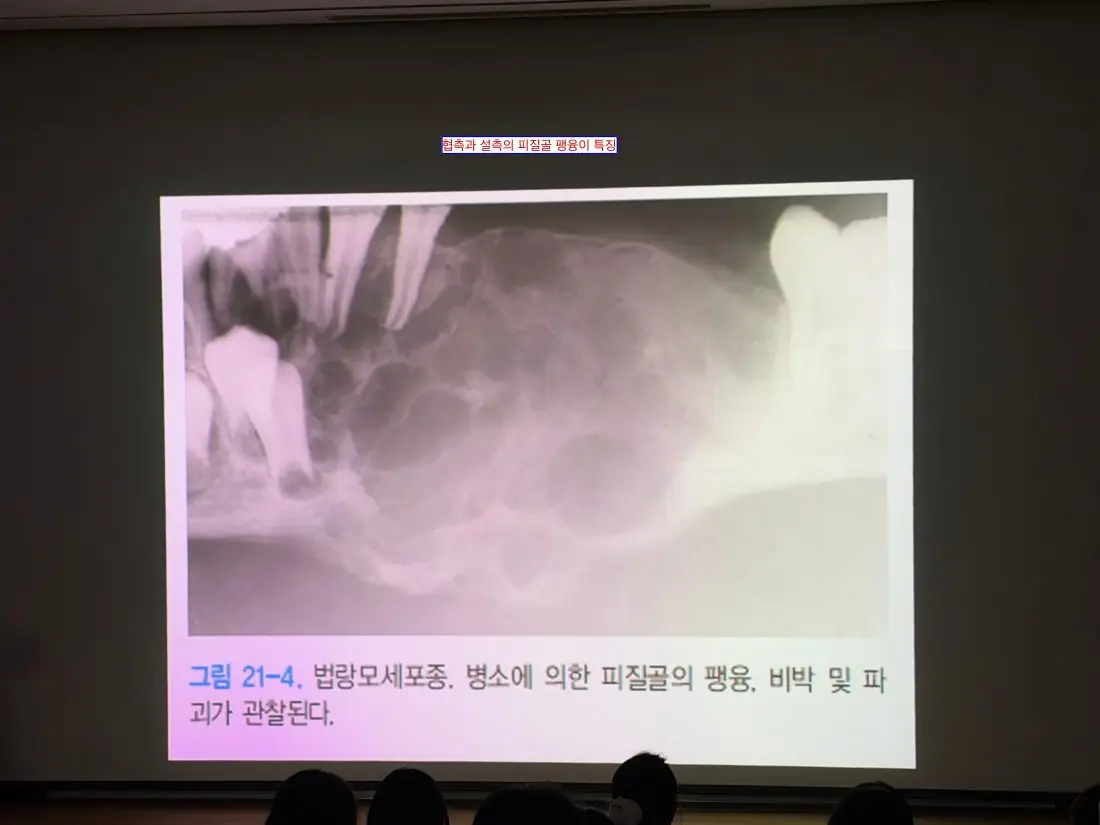 협측과 설측의 피질골 팽융이 특징
그림 21-4. 법랑모세포종. 병소에 의한 피질골의 팽융, 비박 및 파
괴가 관찰된다.